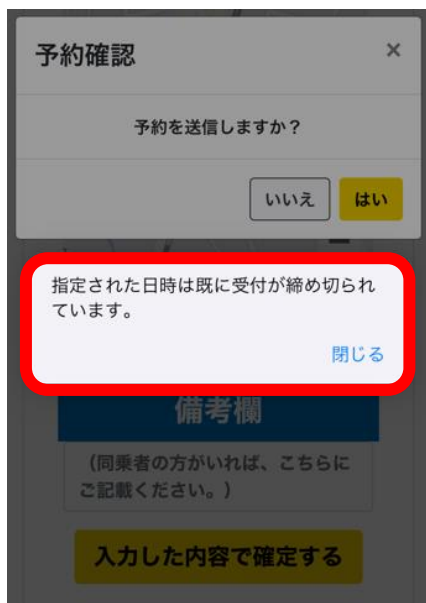 予約確認
×
予約を送信しますか？
いいえ
はい
指定された日時は既に受付が締め切られ
ています。
閉じる
備考欄
（同乗者の方がいれば、こちらに
ご記載ください。）
入力した内容で確定する